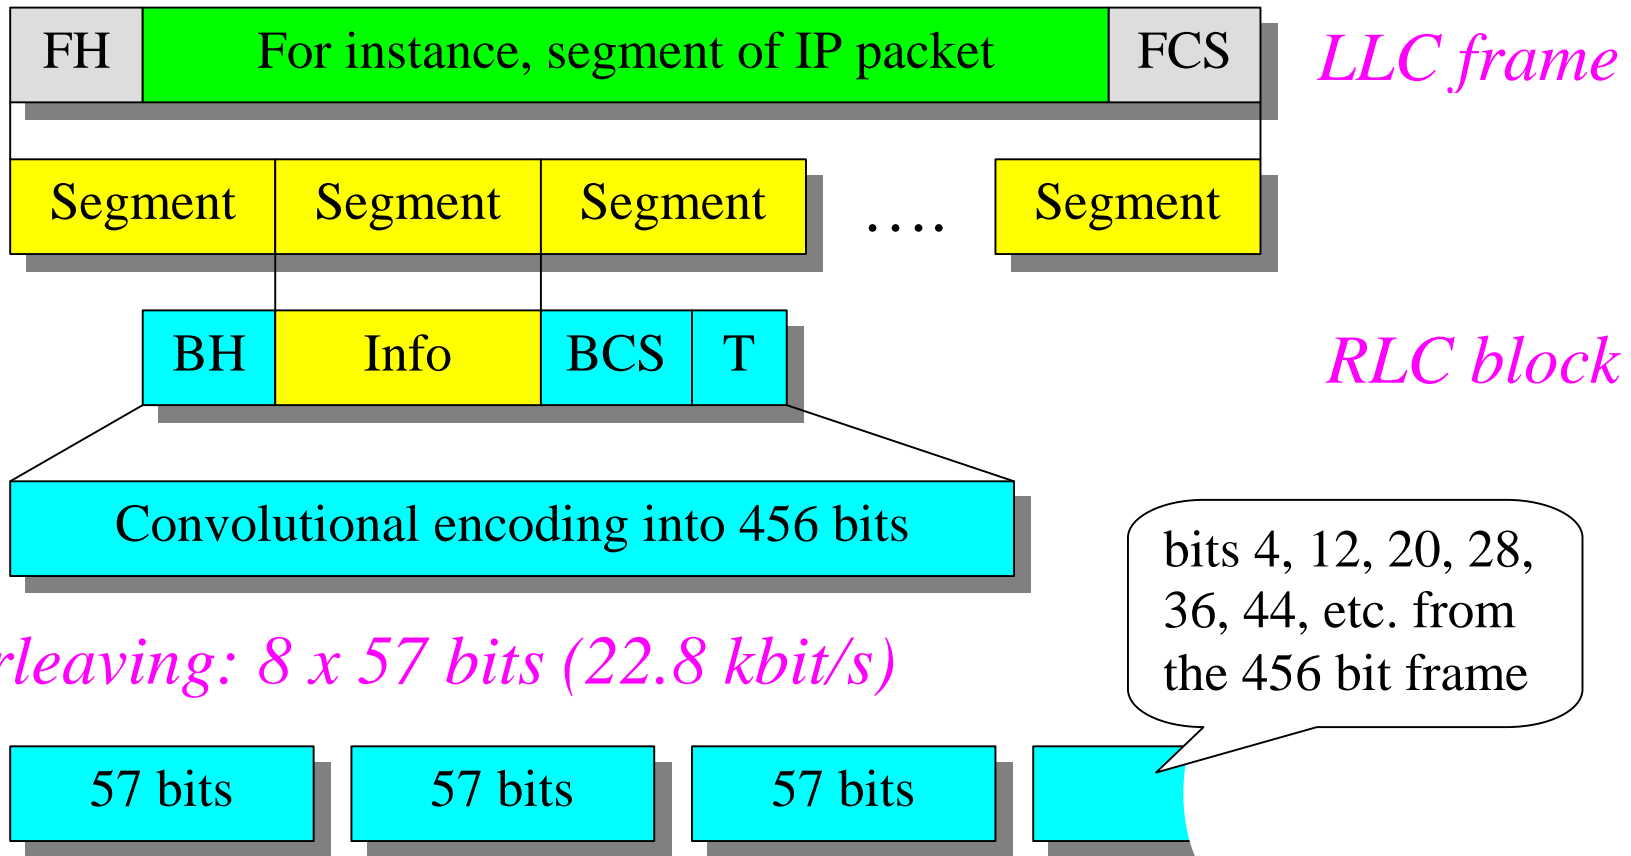 FH For instance, segment of IP packet FCS LLC frame
Segment Segment Segment .... Segment
BH Info BCS T RLC block
Convolutional encoding into 456 bits
bits 4, 12, 20, 28,
36, 44, etc. from
the 456 bit frame
rleaving: 8 x 57 bits (22.8 kbit/s)
57 bits 57 bits 57 bits